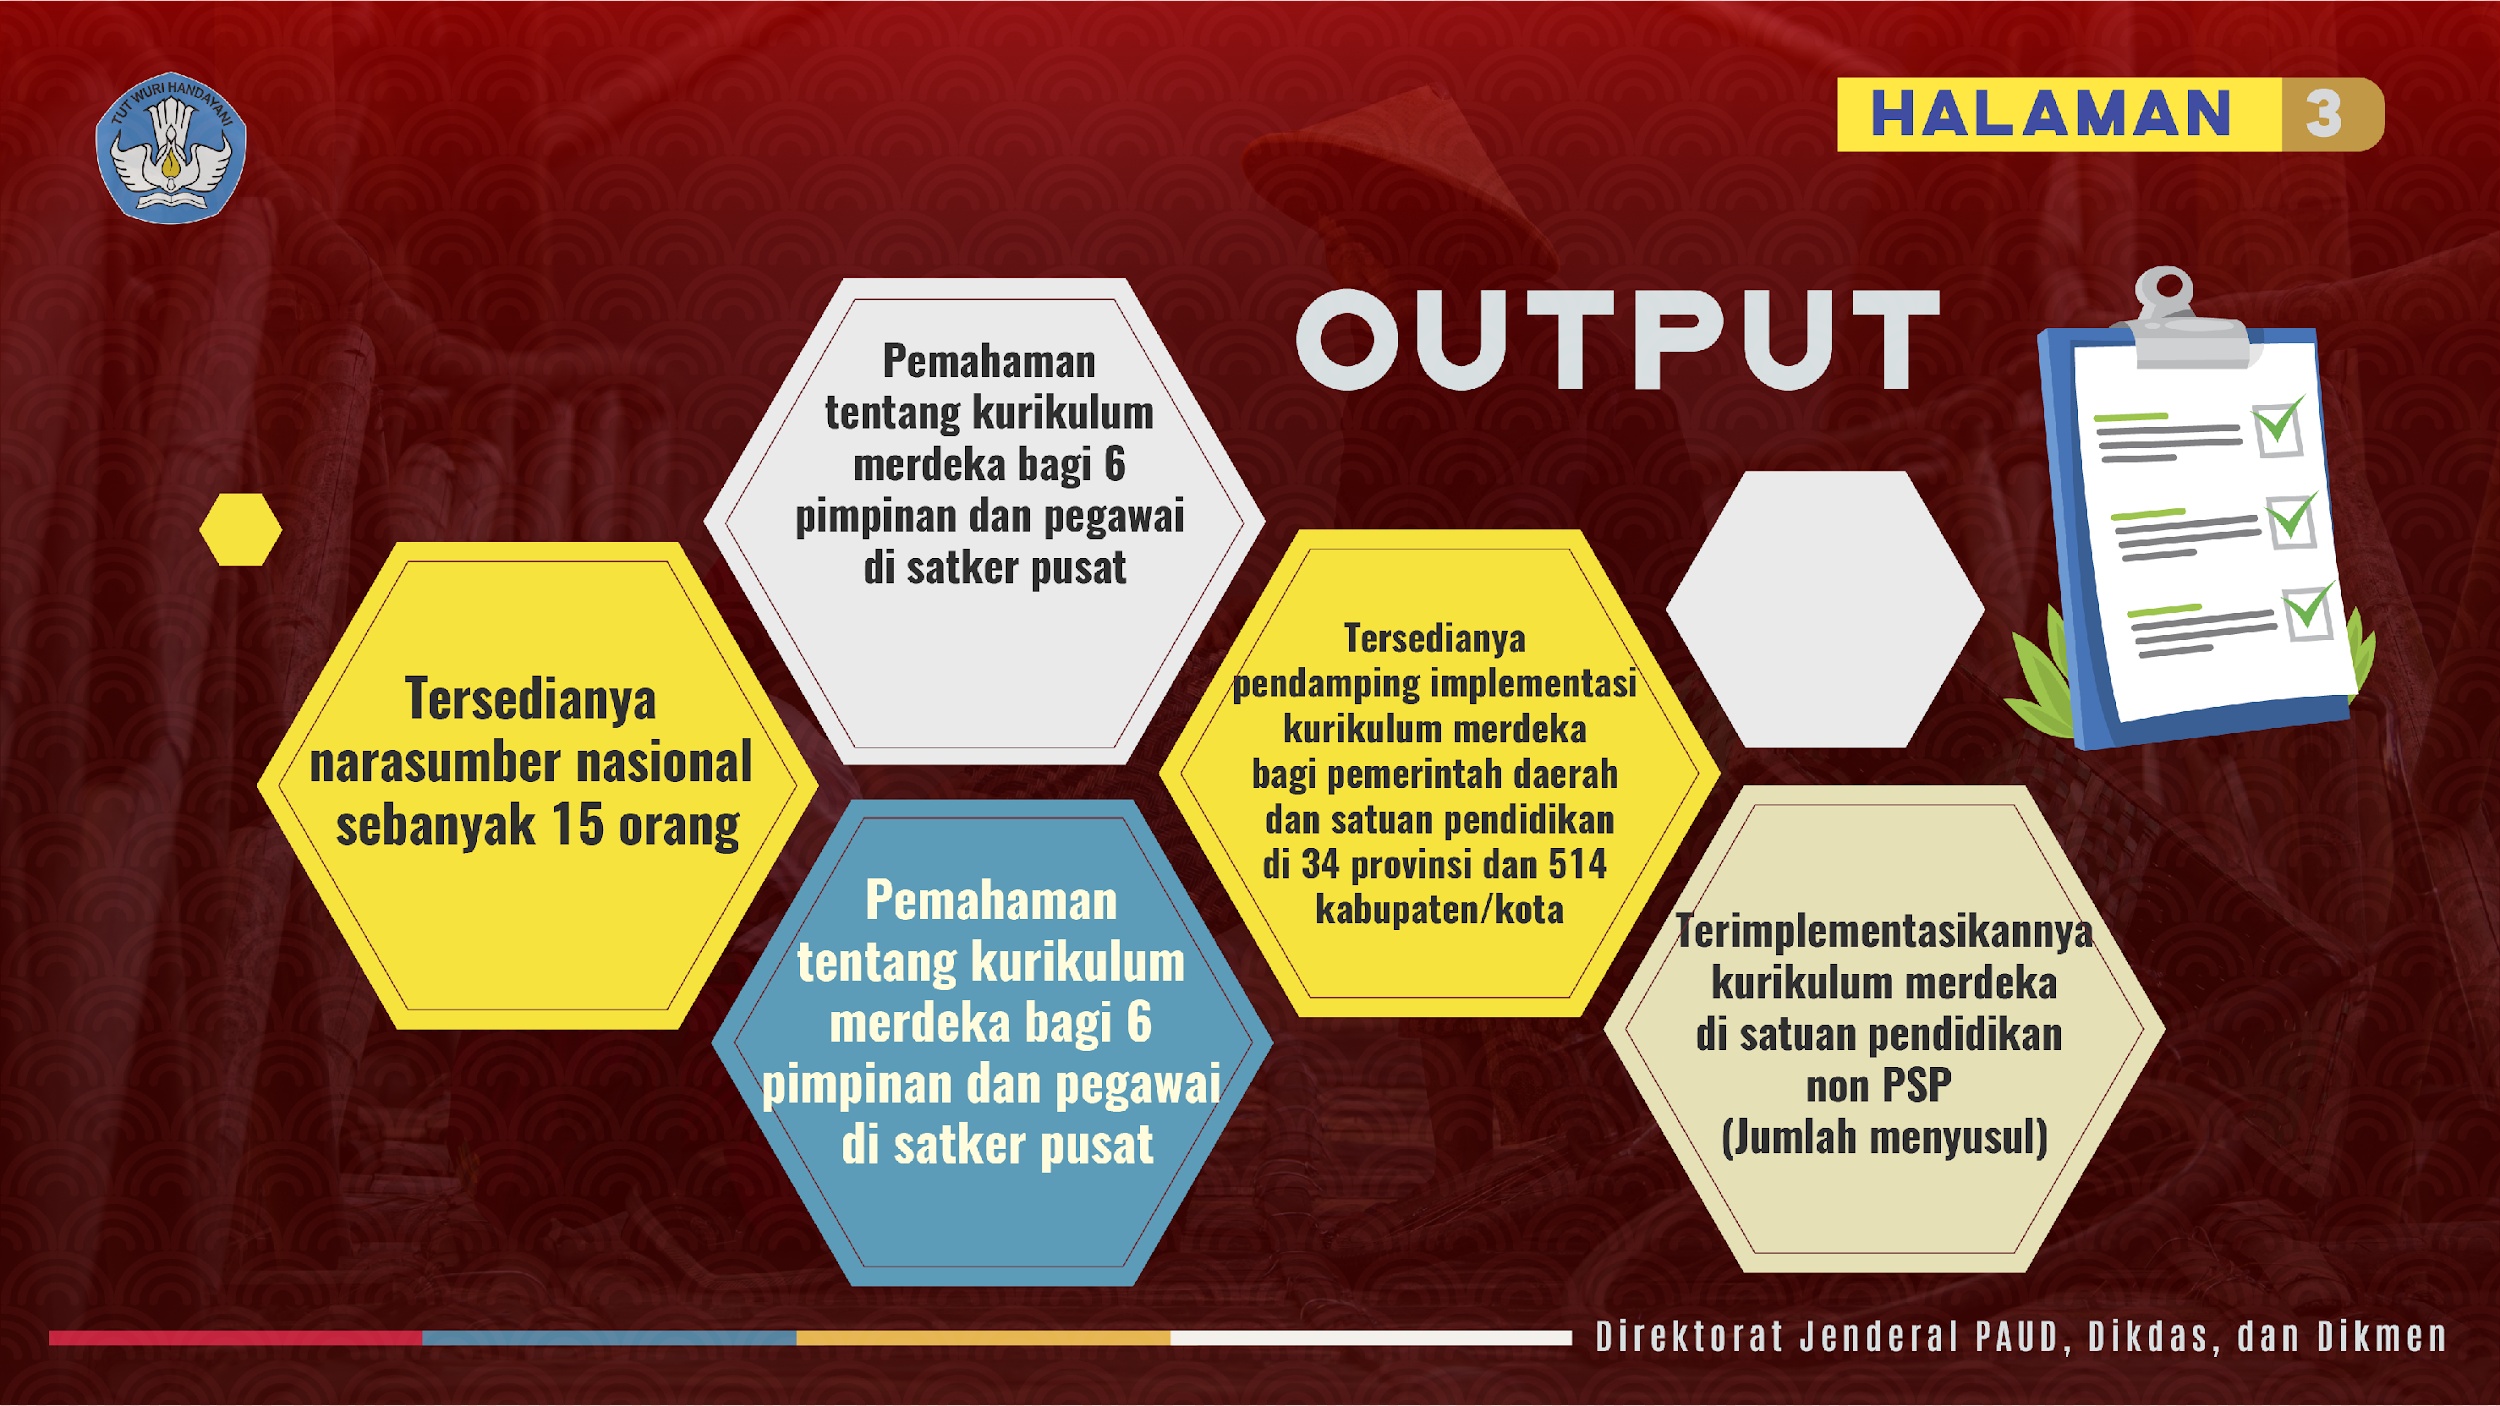 TUT WURI HANDAYANI
HALAMAN 3
OUTPUT
Tersedianya
narasumber nasional
sebanyak 15 orang
Pemahaman
tentang kurikulum
merdeka bagi 6
pimpinan dan pegawai
di satker pusat
Pemahaman
tentang kurikulum
merdeka bagi 6
pimpinan dan pegawai
di satker pusat
Tersedianya
pendamping implementasi
kurikulum merdeka
bagi pemerintah daerah
dan satuan pendidikan
di 34 provinsi dan 514
kabupaten/kota
Terimplementasikannya
kurikulum merdeka
di satuan pendidikan
non PSP
(Jumlah menyusul)
Direktorat Jenderal PAUD, Dikdas, dan Dikmen